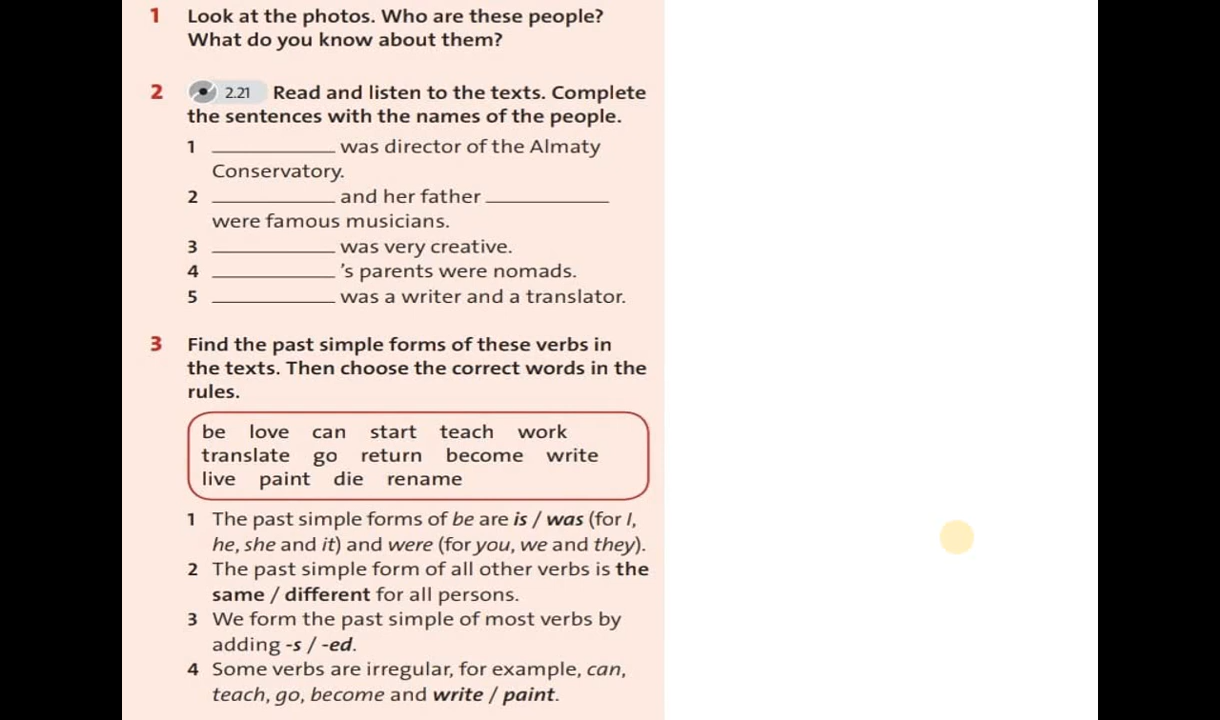 1 Look at the photos. Who are these people?
What do you know about them?
2 2.21 Read and listen to the texts. Complete
the sentences with the names of the people.
1 ____________ was director of the Almaty
Conservatory.
2 ____________ and her father ____________
were famous musicians.
3 ____________ was very creative.
4 ____________ ’s parents were nomads.
5 ____________ was a writer and a translator.
3 Find the past simple forms of these verbs in
the texts. Then choose the correct words in the
rules.
be love can start teach work
translate go return become write
live paint die rename
1 The past simple forms of be are is / was (for I,
he, she and it) and were (for you, we and they).
2 The past simple form of all other verbs is the
same / different for all persons.
3 We form the past simple of most verbs by
adding -s / -ed.
4 Some verbs are irregular, for example, can,
teach, go, become and write / paint.